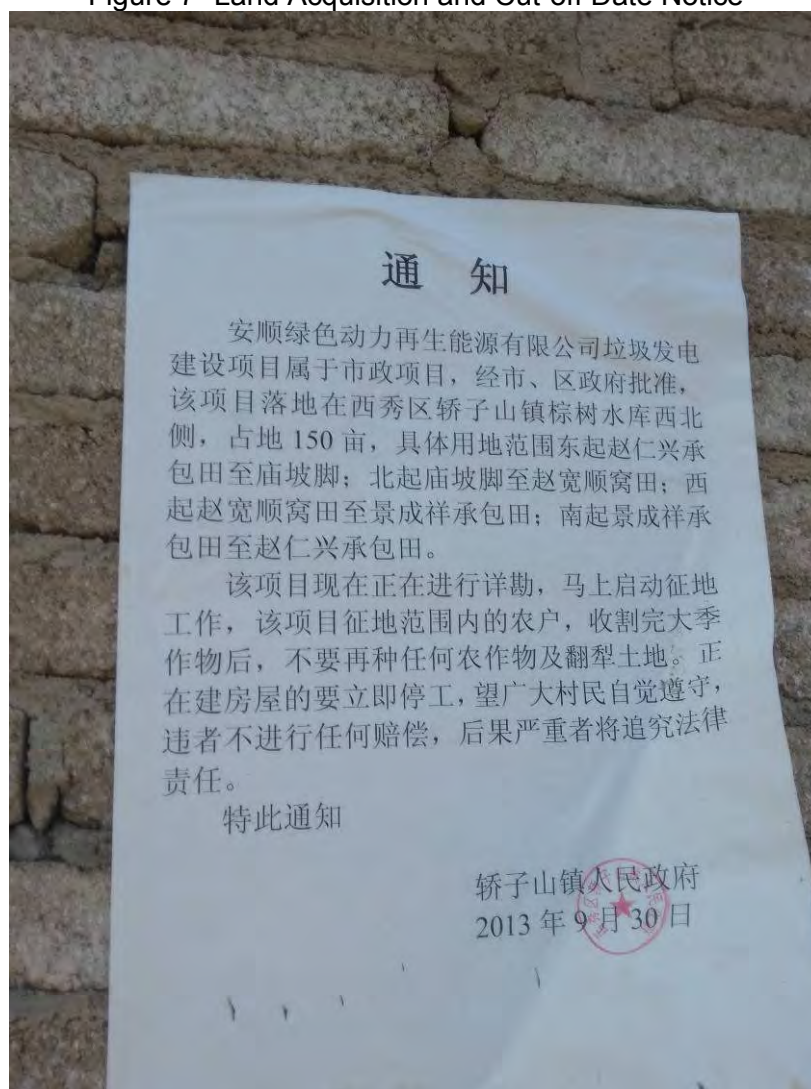 Figure 7 Land Acquisition and Cut-off Date Notice
通 知
安顺绿色动力再生能源有限公司垃圾发电
建设项目属于市政项目，经市、区政府批准，
该项目落地在西秀区轿子山镇棕树水库西北
侧，占地 150 亩，具体用地范围东起赵仁兴承
包田至庙坡脚；北起庙坡脚至赵宽顺窝田；西
起赵宽顺窝田至景成祥承包田；南起景成祥承
包田至赵仁兴承包田。
该项目现在正在进行详勘，马上启动征地
工作，该项目征地范围内的农户，收割完大季
作物后，不要再种任何农作物及翻犁土地。正
在建房屋的要立即停工，望广大村民自觉遵守，
违者不进行任何赔偿，后果严重者将追究法律
责任。
特此通知
轿子山镇人民政府
2013 年 9 月 30 日